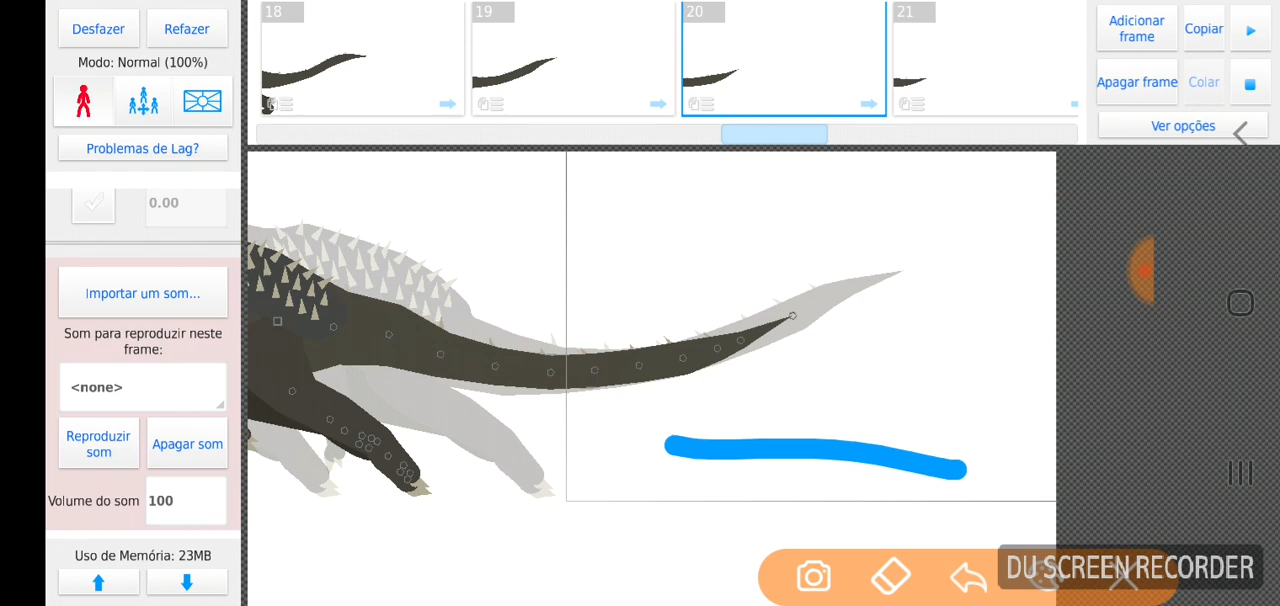 Desfazer
Refazer
Modo: Normal (100%)
Problemas de Lag?
0.00
Importar um som...
Som para reproduzir neste
frame:
<none>
Reproduzir
som
Apagar som
Volume do som
100
Uso de Memória: 23MB
18
19
20
21
Adicionar
frame
Copiar
Apagar frame
Colar
Ver opções
DU SCREEN RECORDER